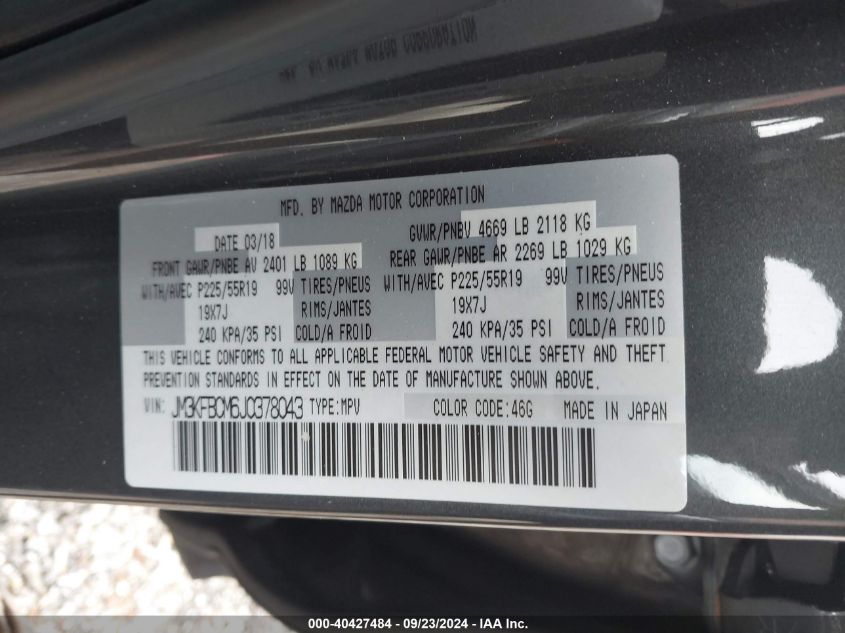 MFD. BY MAZDA MOTOR CORPORATION
DATE 03/18 GVWR/PNBV 4669 LB 2118 KG
FRONT GAWR/PNBE AV 2401 LB 1089 KG REAR GAWR/PNBE AR 2269 LB 1029 KG
WITH/AVEC P225/55R19 99V TIRES/PNEUS WITH/AVEC P225/55R19 99V TIRES/PNEUS
19X7J RIMS/JANTES 19X7J RIMS/JANTES
240 KPA/35 PSI COLD/A FROID 240 KPA/35 PSI COLD/A FROID
THIS VEHICLE CONFORMS TO ALL APPLICABLE FEDERAL MOTOR VEHICLE SAFETY AND THEFT
PREVENTION STANDARDS IN EFFECT ON THE DATE OF MANUFACTURE SHOWN ABOVE.
VIN: JM3KFBCM6J0378043 TYPE:MPV COLOR CODE:46G MADE IN JAPAN
000-40427484 - 09/23/2024 - IAA Inc.